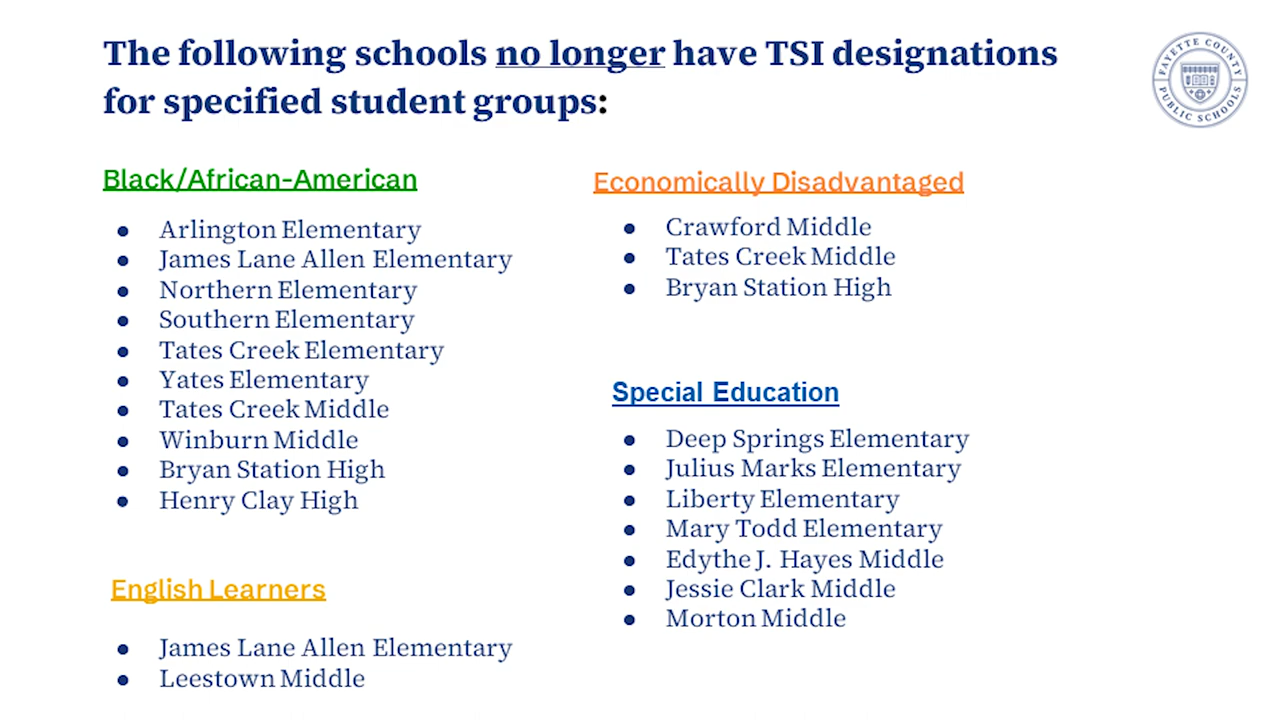 The following schools no longer have TSI designations
for specified student groups:
FAYETTE COUNTY
PUBLIC SCHOOLS
Black/African-American
● Arlington Elementary
● James Lane Allen Elementary
● Northern Elementary
● Southern Elementary
● Tates Creek Elementary
● Yates Elementary
● Tates Creek Middle
● Winburn Middle
● Bryan Station High
● Henry Clay High
English Learners
● James Lane Allen Elementary
● Leestown Middle
Economically Disadvantaged
● Crawford Middle
● Tates Creek Middle
● Bryan Station High
Special Education
● Deep Springs Elementary
● Julius Marks Elementary
● Liberty Elementary
● Mary Todd Elementary
● Edythe J. Hayes Middle
● Jessie Clark Middle
● Morton Middle